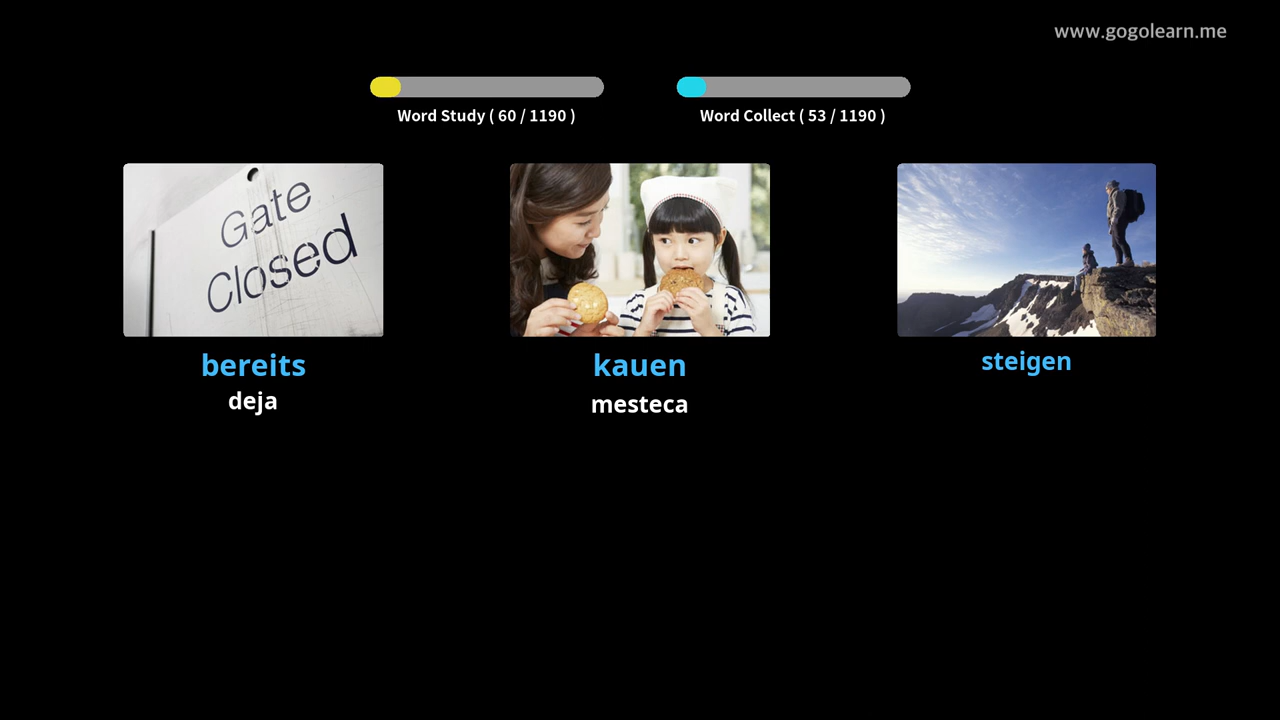 www.gogolearn.me
Word Study ( 60 / 1190 )
Word Collect ( 53 / 1190 )
Gate
Closed
bereits
deja
kauen
mesteca
steigen